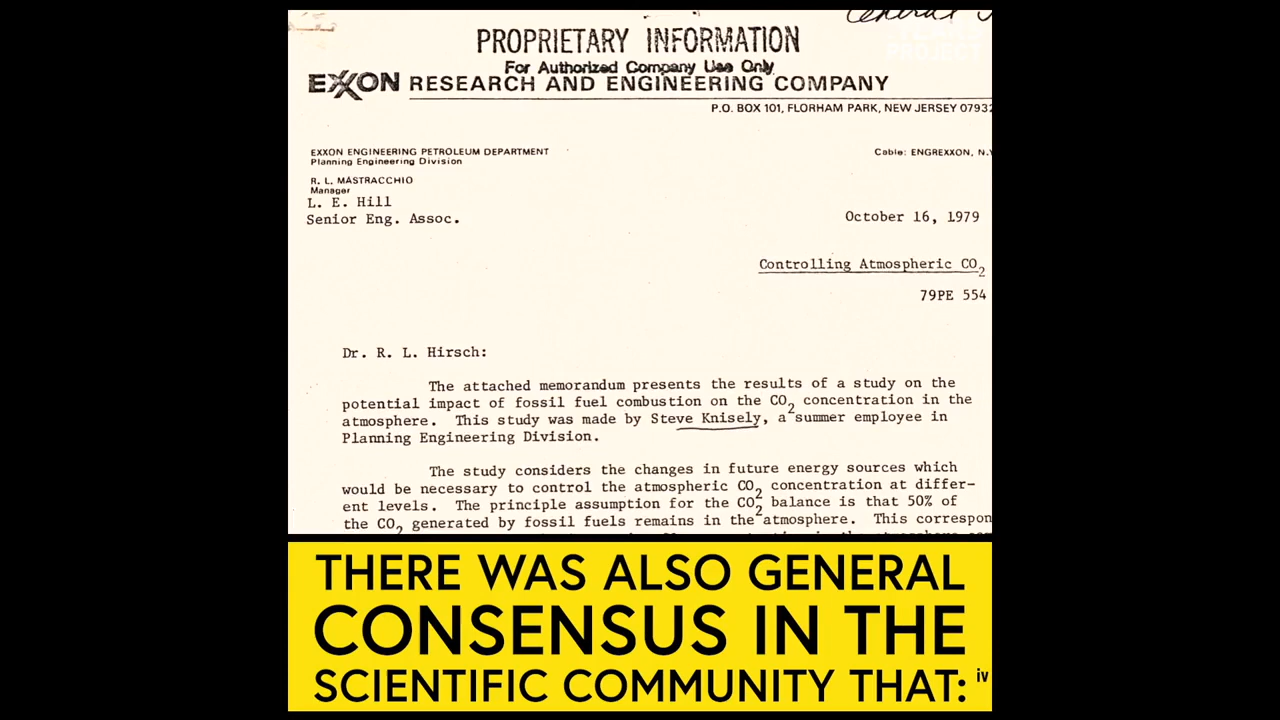 General
YEARS
PROJECT
PROPRIETARY INFORMATION
For Authorized Company Use Only
EXXON RESEARCH AND ENGINEERING COMPANY
P.O. BOX 101, FLORHAM PARK, NEW JERSEY 07932
EXXON ENGINEERING PETROLEUM DEPARTMENT
Planning Engineering Division
Cable: ENGREXXON, N.Y
R. L. MASTRACCHIO
Manager
L. E. Hill
Senior Eng. Assoc.
October 16, 1979
Controlling Atmospheric CO2
79PE 554
Dr. R. L. Hirsch:
The attached memorandum presents the results of a study on the
potential impact of fossil fuel combustion on the CO2 concentration in the
atmosphere. This study was made by Steve Knisely, a summer employee in
Planning Engineering Division.
The study considers the changes in future energy sources which
would be necessary to control the atmospheric CO2 concentration at differ-
ent levels. The principle assumption for the CO2 balance is that 50% of
the CO2 generated by fossil fuels remains in the atmosphere. This correspon
THERE WAS ALSO GENERAL
CONSENSUS IN THE
SCIENTIFIC COMMUNITY THAT: iv